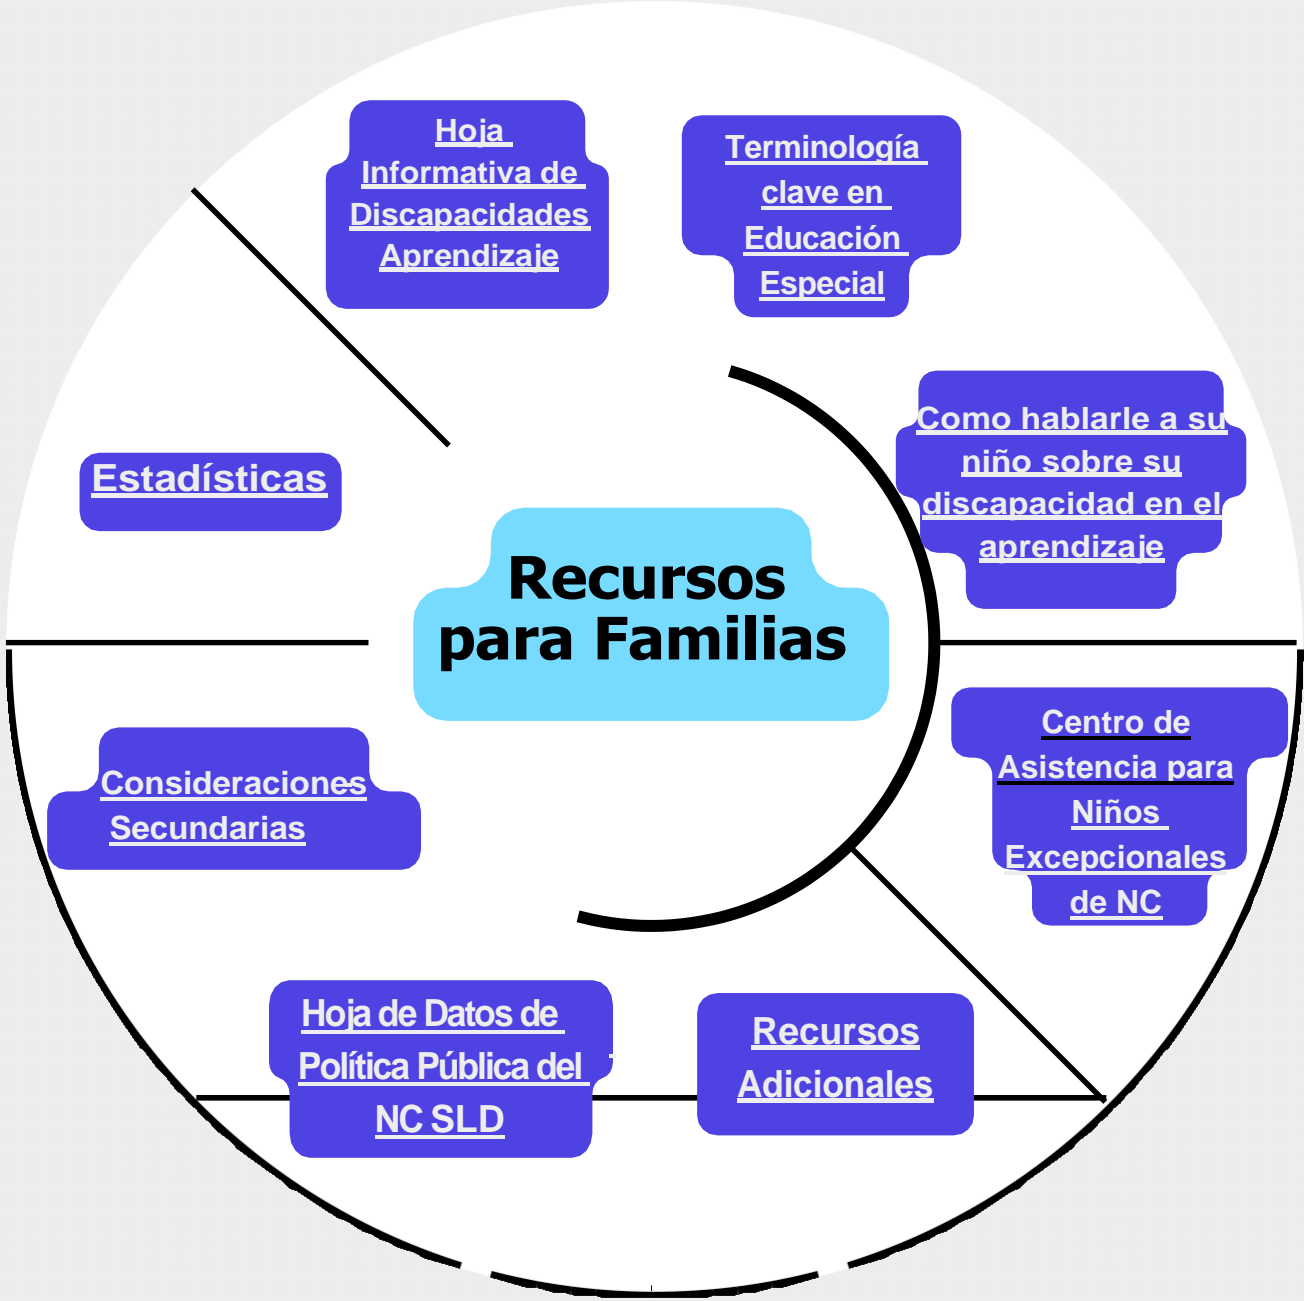 Hoja
Informativa de
Discapacidades
Aprendizaje
Terminología
clave en
Educación
Especial
Como hablarle a su
niño sobre su
discapacidad en el
aprendizaje
Estadísticas
Recursos
para Familias
Centro de
Asistencia para
Niños
Excepcionales
de NC
Consideraciones
Secundarias
Hoja de Datos de
Política Pública del
NC SLD
Recursos
Adicionales